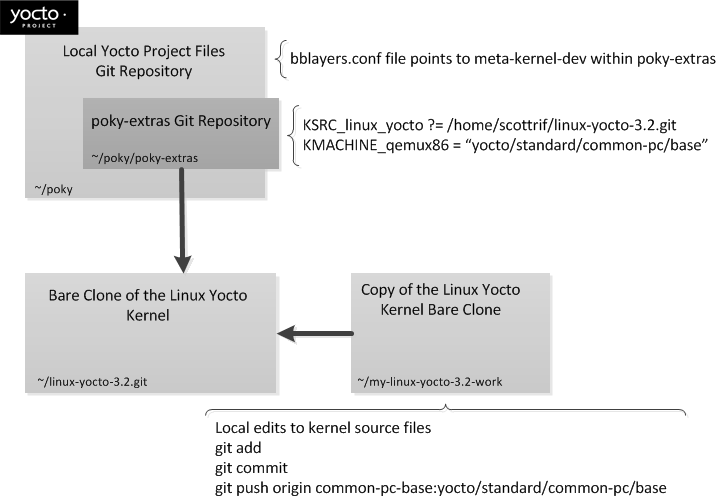 yocto
PROJECT
Local Yocto Project Files
Git Repository
bblayers.conf file points to meta-kernel-dev within poky-extras
poky-extras Git Repository
~/poky/poky-extras
KSRC_linux_yocto ?= /home/scottrif/linux-yocto-3.2.git
KMACHINE_qemux86 = “yocto/standard/common-pc/base”
~/poky
Bare Clone of the Linux Yocto
Kernel
~/linux-yocto-3.2.git
Copy of the Linux Yocto
Kernel Bare Clone
~/my-linux-yocto-3.2-work
Local edits to kernel source files
git add
git commit
git push origin common-pc-base:yocto/standard/common-pc/base